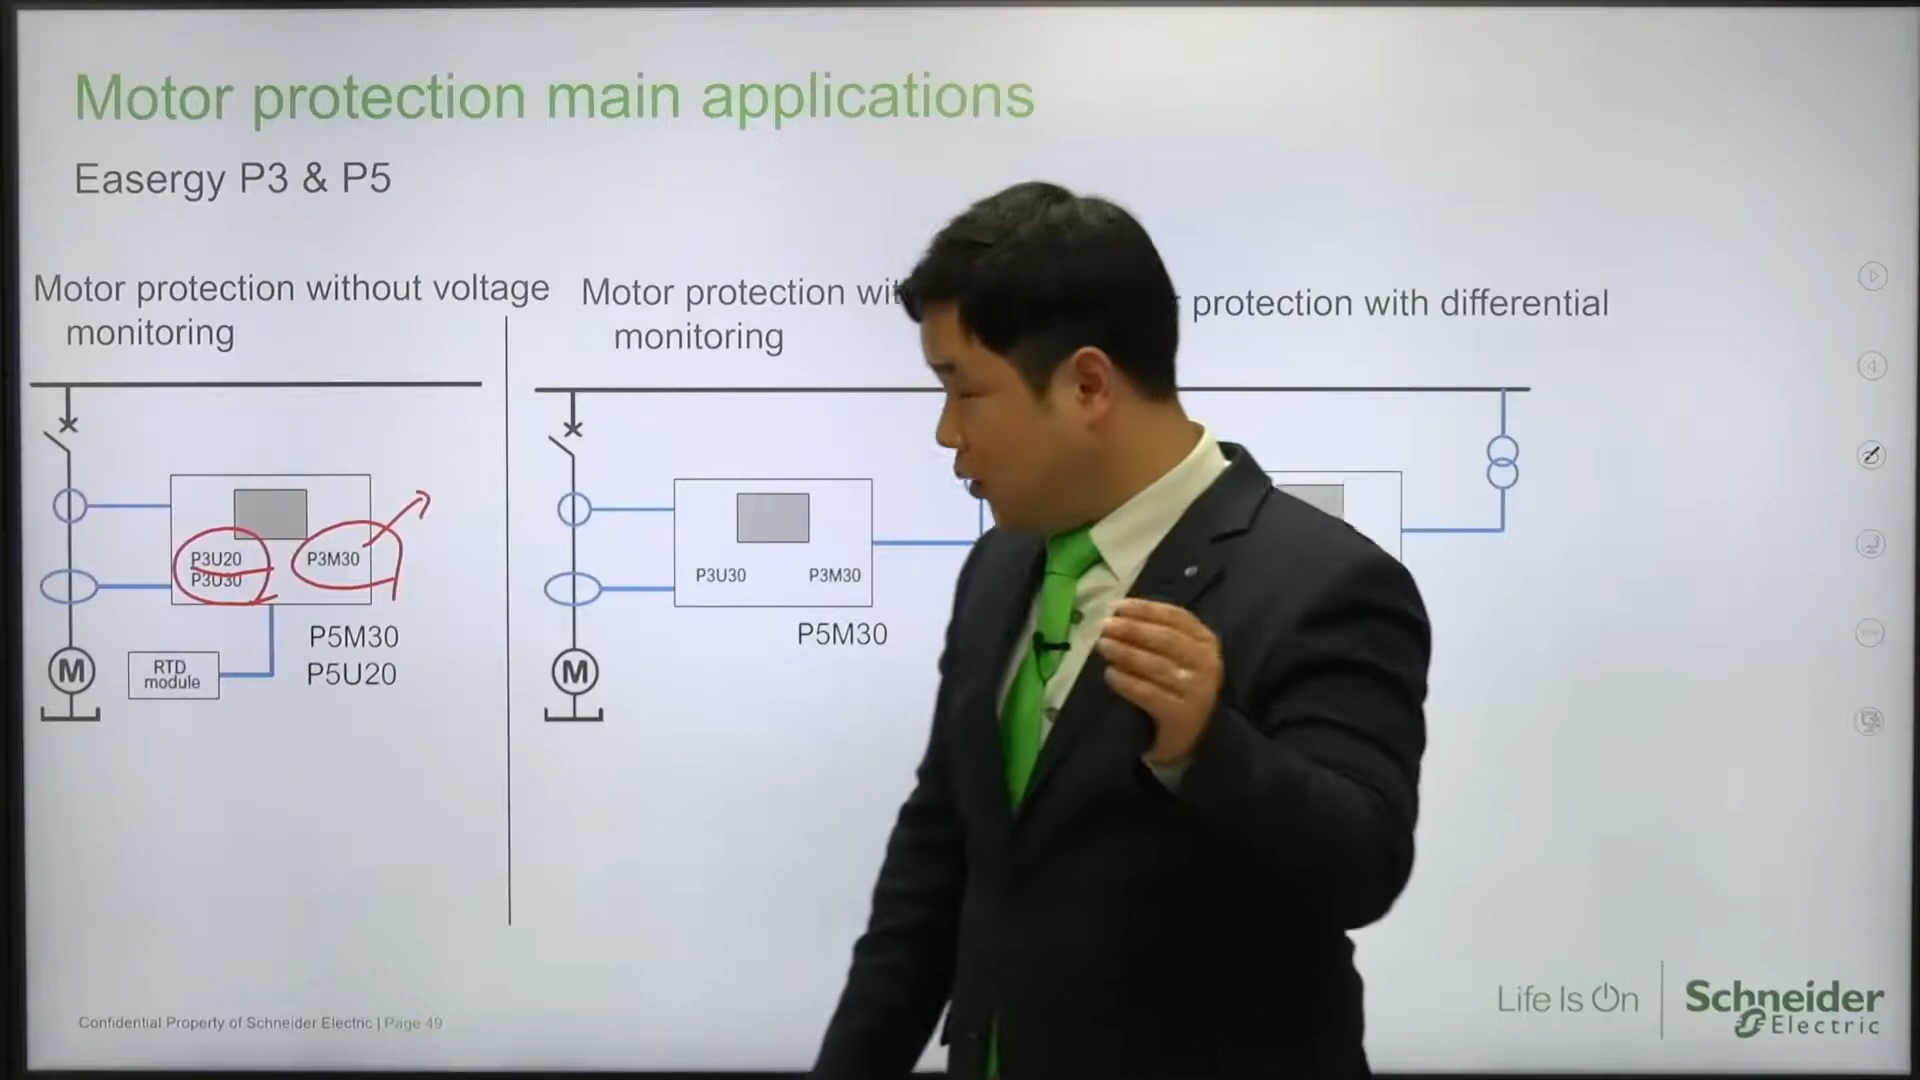 Motor protection main applications
Easergy P3 & P5
Motor protection without voltage
monitoring
Motor protection
monitoring
protection with differential
P3U20
P3U30
P3M30
P5M30
P5U20
RTD
module
M
P3U30
P3M30
P5M30
M
Confidential Property of Schneider Electric | Page 49
Life Is On
Schneider
Electric